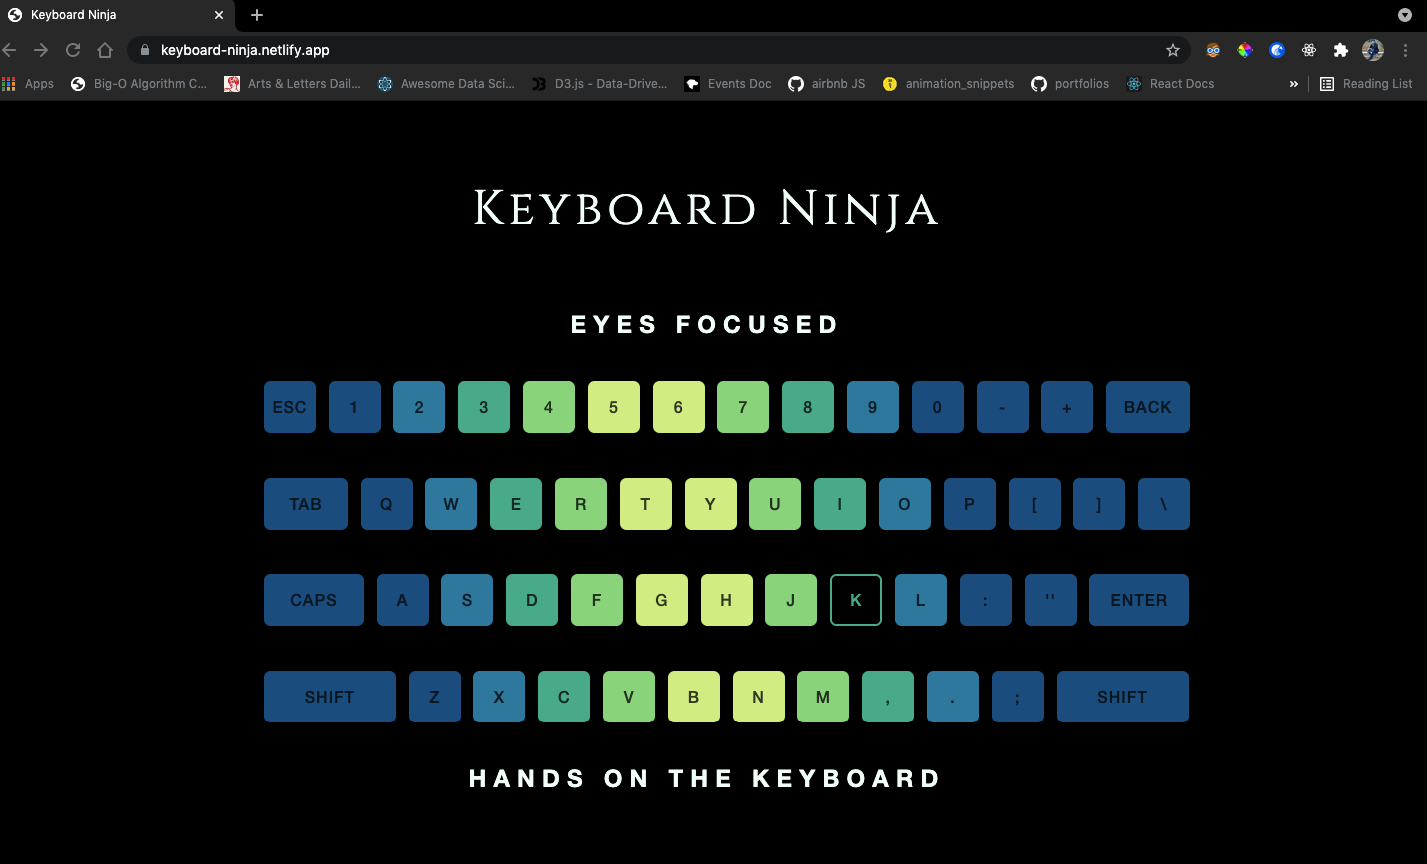 Keyboard Ninja
keyboard-ninja.netlify.app
Apps Big-O Algorithm C... Arts & Letters Dail... Awesome Data Sci... D3.js - Data-Drive... Events Doc airbnb JS animation_snippets portfolios React Docs » Reading List
Keyboard Ninja
EYES FOCUSED
ESC 1 2 3 4 5 6 7 8 9 0 - + BACK
TAB Q W E R T Y U I O P [ ] \
CAPS A S D F G H J K L : '' ENTER
SHIFT Z X C V B N M , . ; SHIFT
HANDS ON THE KEYBOARD